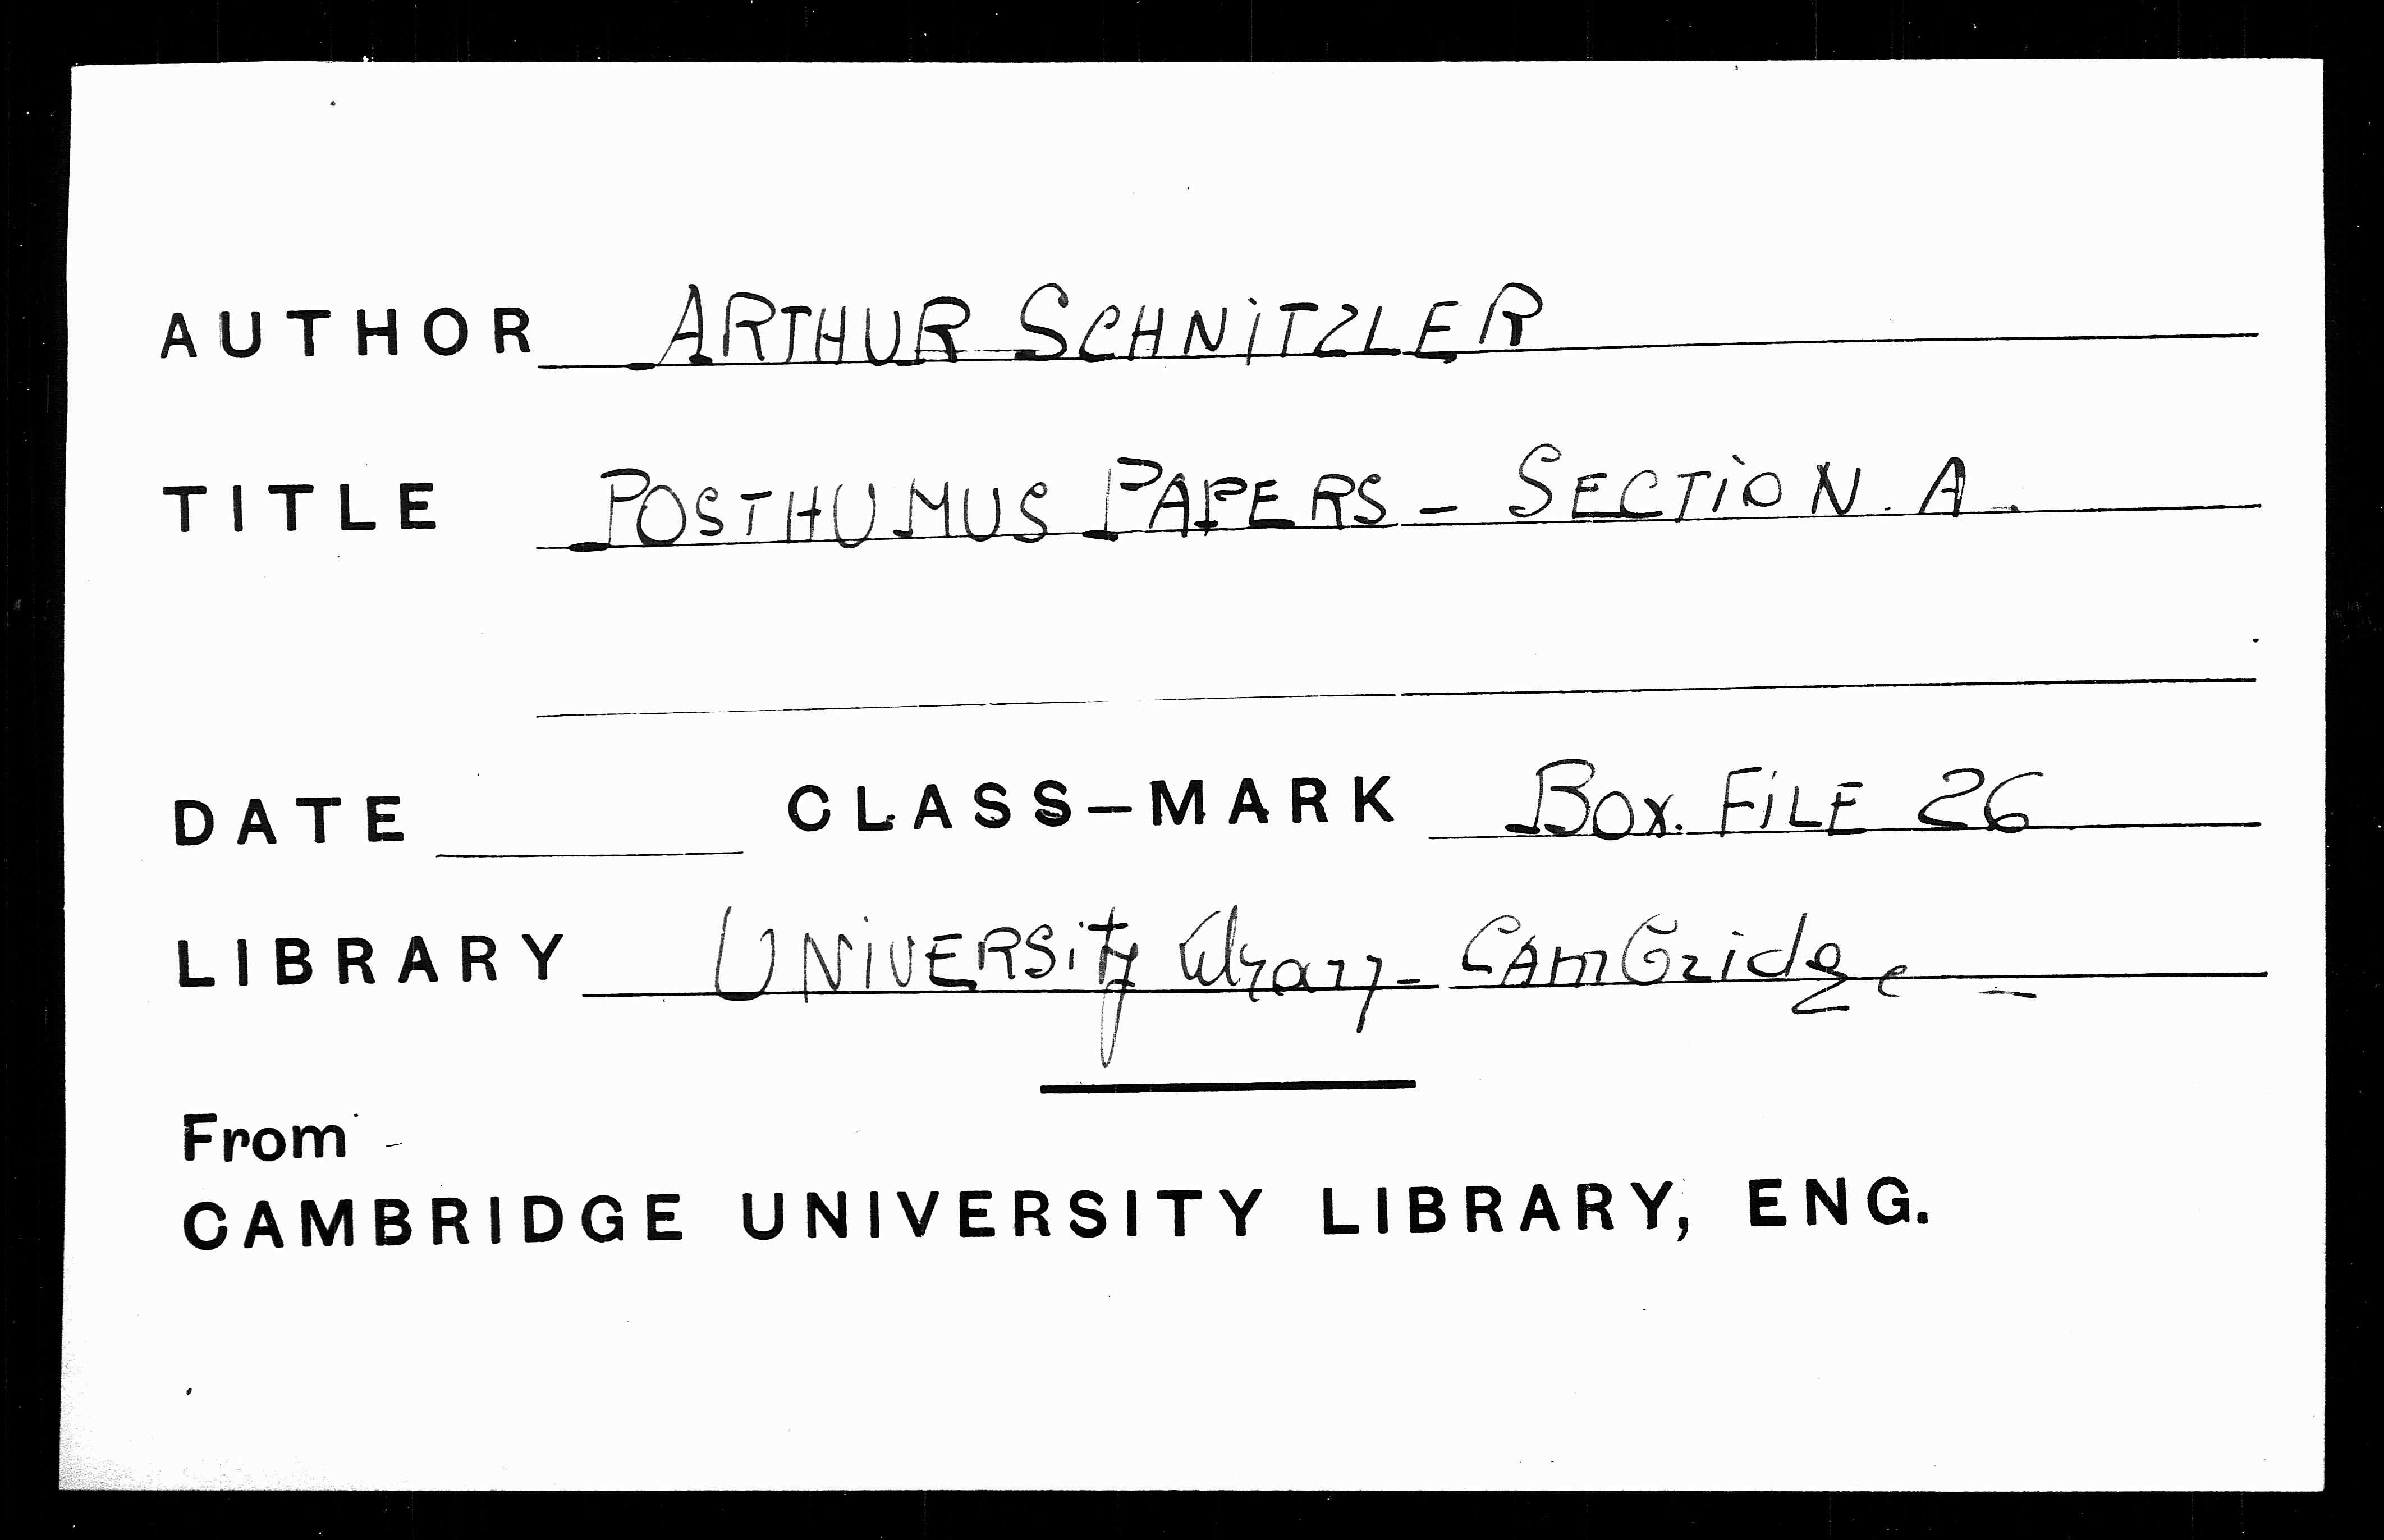 AUTHOR ARTHUR SCHNITZLER
TITLE POSTHUMUS PAPERS - SECTION. A.
DATE CLASS-MARK BOX. FILE 26
LIBRARY UNIVERSITY Library - CAMBridge -
From
CAMBRIDGE UNIVERSITY LIBRARY, ENG.